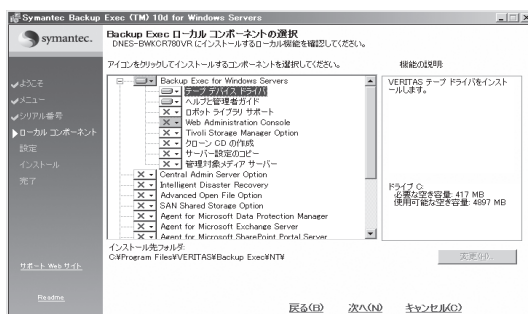 Symantec Backup Exec (TM) 10d for Windows Servers
symantec.
Backup Exec ローカル コンポーネントの選択
DNES-BWKOR780VR にインストールするローカル機能を確認してください。
アイコンをクリックしてインストールするコンポーネントを選択してください。
機能の説明:
ようこそ
メニュー
シリアル番号
ローカル コンポーネント
設定
インストール
完了
Backup Exec for Windows Servers
テープ デバイス ドライバ
ヘルプと管理者ガイド
ロボット ライブラリ サポート
Web Administration Console
Tivoli Storage Manager Option
クローン CD の作成
サーバー設定のコピー
管理対象メディア サーバー
Central Admin Server Option
Intelligent Disaster Recovery
Advanced Open File Option
SAN Shared Storage Option
Agent for Microsoft Data Protection Manager
Agent for Microsoft Exchange Server
Agent for Microsoft SharePoint Portal Server
VERITAS テープ ドライバをインスト
ールします。
ドライブ C:
必要な空き容量: 417 MB
使用可能な空き容量: 4897 MB
インストール先フォルダ:
C:¥Program Files¥VERITAS¥Backup Exec¥NT¥
変更(H)...
サポート Web サイト
Readme
戻る(B)
次へ(N)
キャンセル(C)